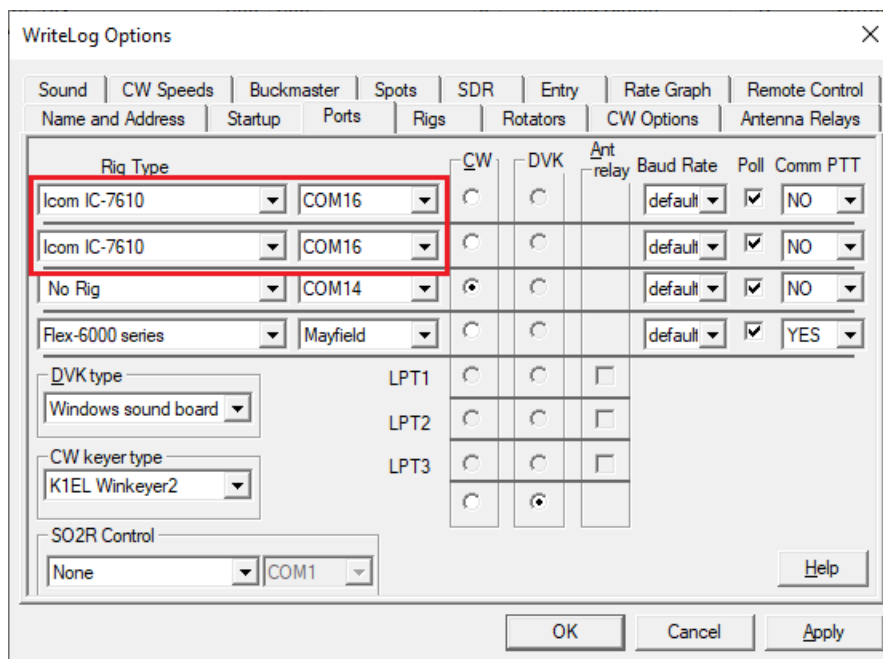 WriteLog Options
Sound CW Speeds Buckmaster Spots SDR Entry Rate Graph Remote Control
Name and Address Startup Ports Rigs Rotators CW Options Antenna Relays
Rig Type CW DVK Ant relay Baud Rate Poll Comm PTT
Icom IC-7610 COM16 default NO
Icom IC-7610 COM16 default NO
No Rig COM14 default NO
Flex-6000 series Mayfield default YES
DVK type LPT1
Windows sound board LPT2
CW keyer type LPT3
K1EL Winkeyer2
SO2R Control
None COM1 Help
OK Cancel Apply